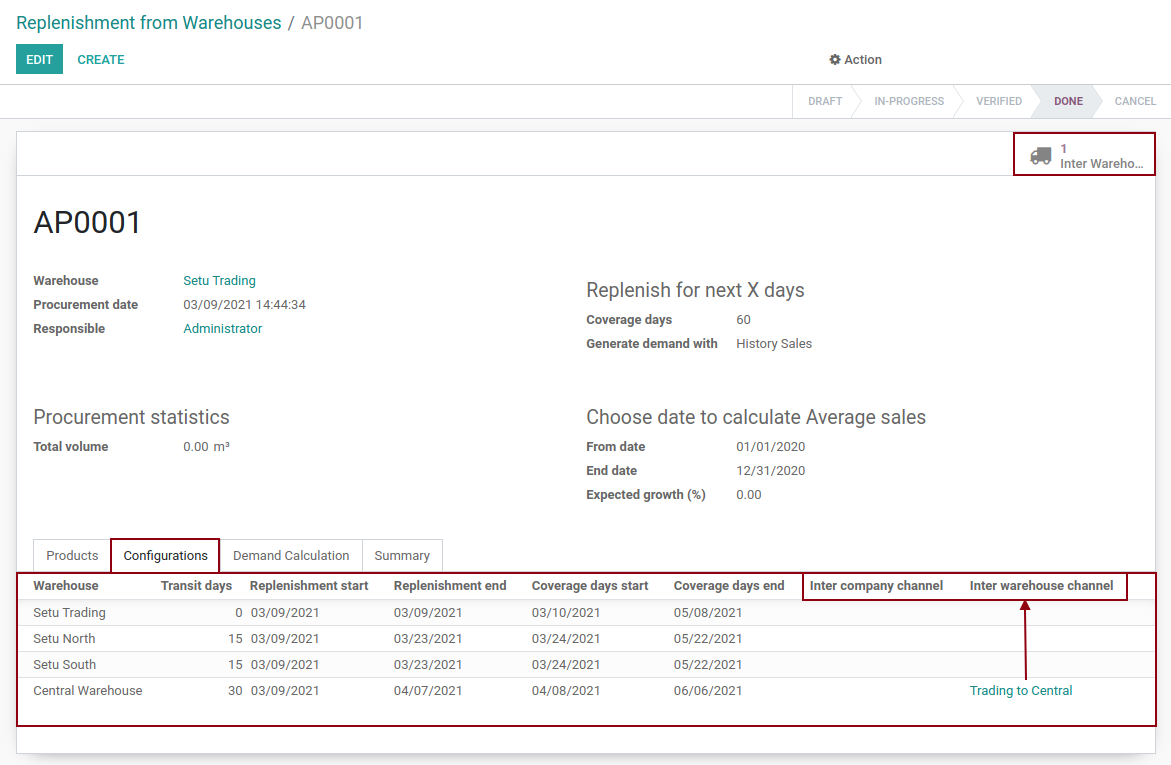 Replenishment from Warehouses / AP0001
EDIT CREATE Action
DRAFT IN-PROGRESS VERIFIED DONE CANCEL
1
Inter Wareho...
AP0001
Warehouse Setu Trading
Procurement date 03/09/2021 14:44:34
Responsible Administrator
Replenish for next X days
Coverage days 60
Generate demand with History Sales
Procurement statistics
Total volume 0.00 m³
Choose date to calculate Average sales
From date 01/01/2020
End date 12/31/2020
Expected growth (%) 0.00
Products Configurations Demand Calculation Summary
Warehouse Transit days Replenishment start Replenishment end Coverage days start Coverage days end Inter company channel Inter warehouse channel
Setu Trading 0 03/09/2021 03/09/2021 03/10/2021 05/08/2021
Setu North 15 03/09/2021 03/23/2021 03/24/2021 05/22/2021
Setu South 15 03/09/2021 03/23/2021 03/24/2021 05/22/2021
Central Warehouse 30 03/09/2021 04/07/2021 04/08/2021 06/06/2021 Trading to Central